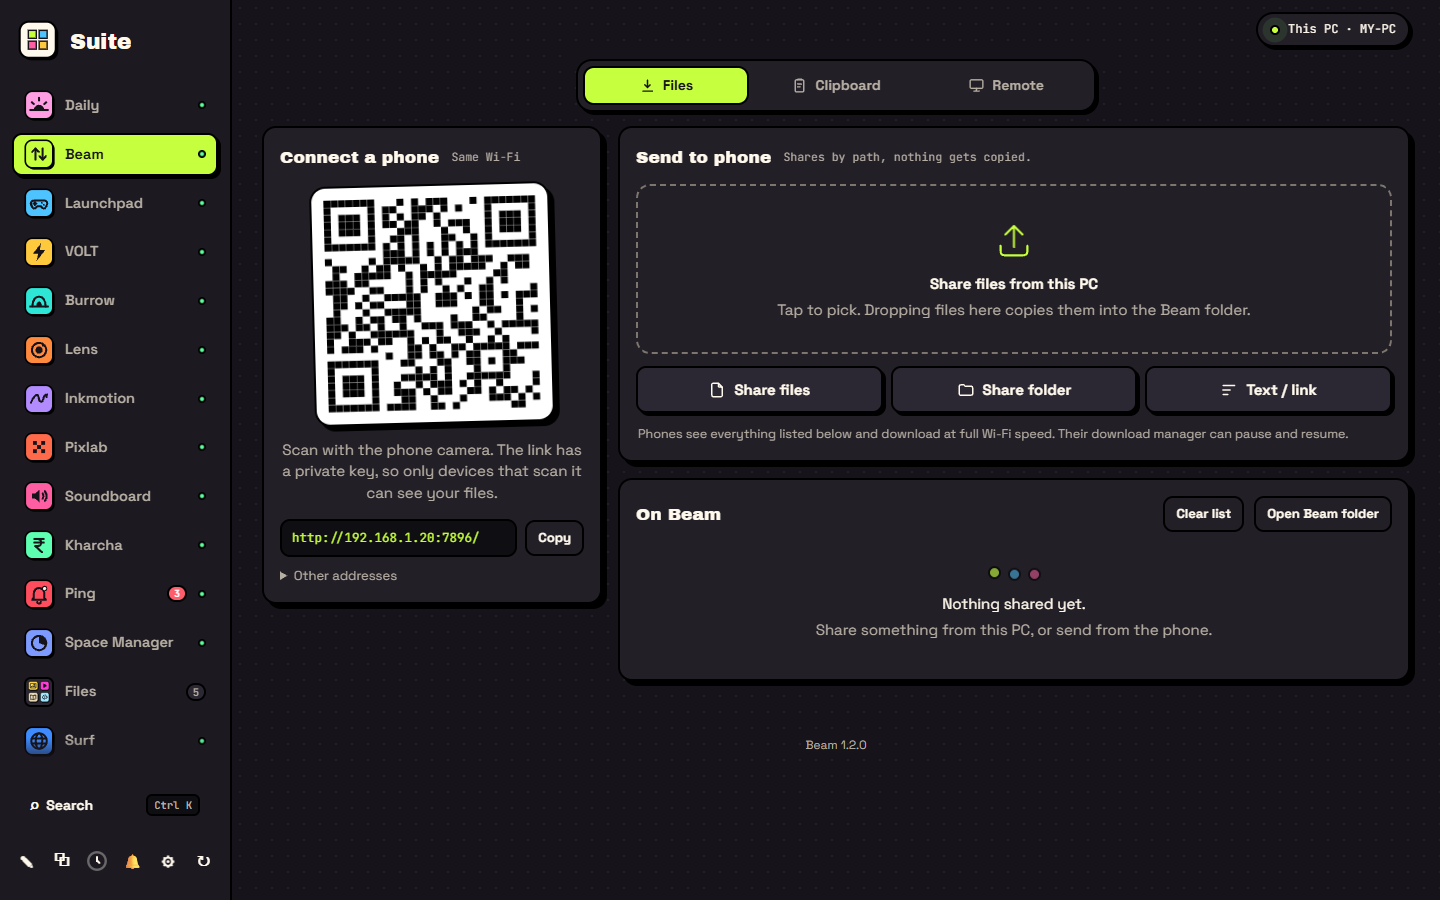 Suite
Daily
Beam
Launchpad
VOLT
Burrow
Lens
Inkmotion
Pixlab
Soundboard
Kharcha
Ping 3
Space Manager
Files 5
Surf
Search Ctrl K
This PC · MY-PC
Files Clipboard Remote
Connect a phone Same Wi-Fi
Scan with the phone camera. The link has
a private key, so only devices that scan it
can see your files.
http://192.168.1.20:7896/ Copy
Other addresses
Send to phone Shares by path, nothing gets copied.
Share files from this PC
Tap to pick. Dropping files here copies them into the Beam folder.
Share files Share folder Text / link
Phones see everything listed below and download at full Wi-Fi speed. Their download manager can pause and resume.
On Beam Clear list Open Beam folder
Nothing shared yet.
Share something from this PC, or send from the phone.
Beam 1.2.0